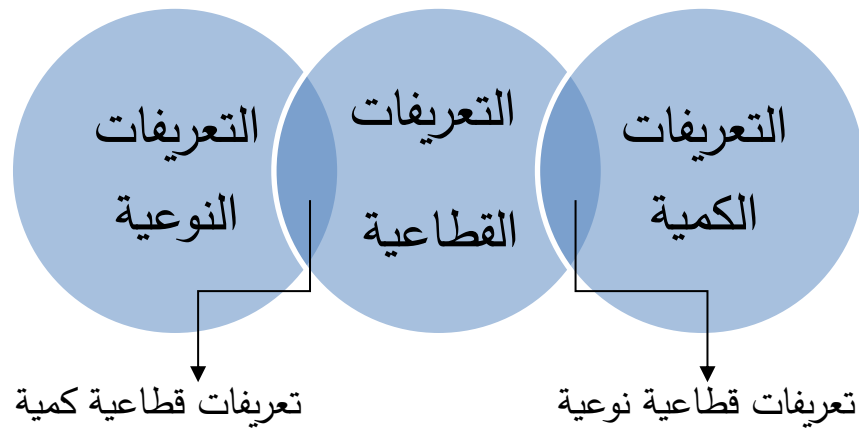 التعريفات
الكمية
التعريفات
القطاعية
التعريفات
النوعية
تعريفات قطاعية نوعية
تعريفات قطاعية كمية